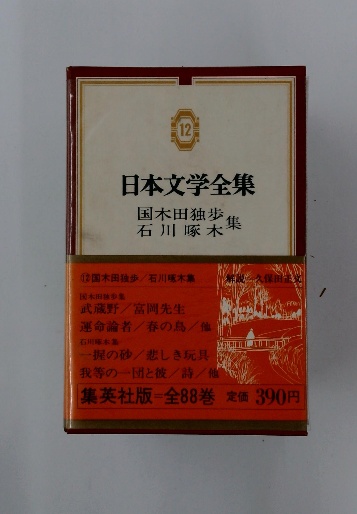 12
日本文学全集
国木田独歩
石川啄木
集
⑫国木田独歩/石川啄木集
解説=久保田正文
国木田独歩集
武蔵野/富岡先生
運命論者/春の鳥/他
石川啄木集
一握の砂/悲しき玩具
我等の一団と彼/詩/他
集英社版=全88巻 定価 390円